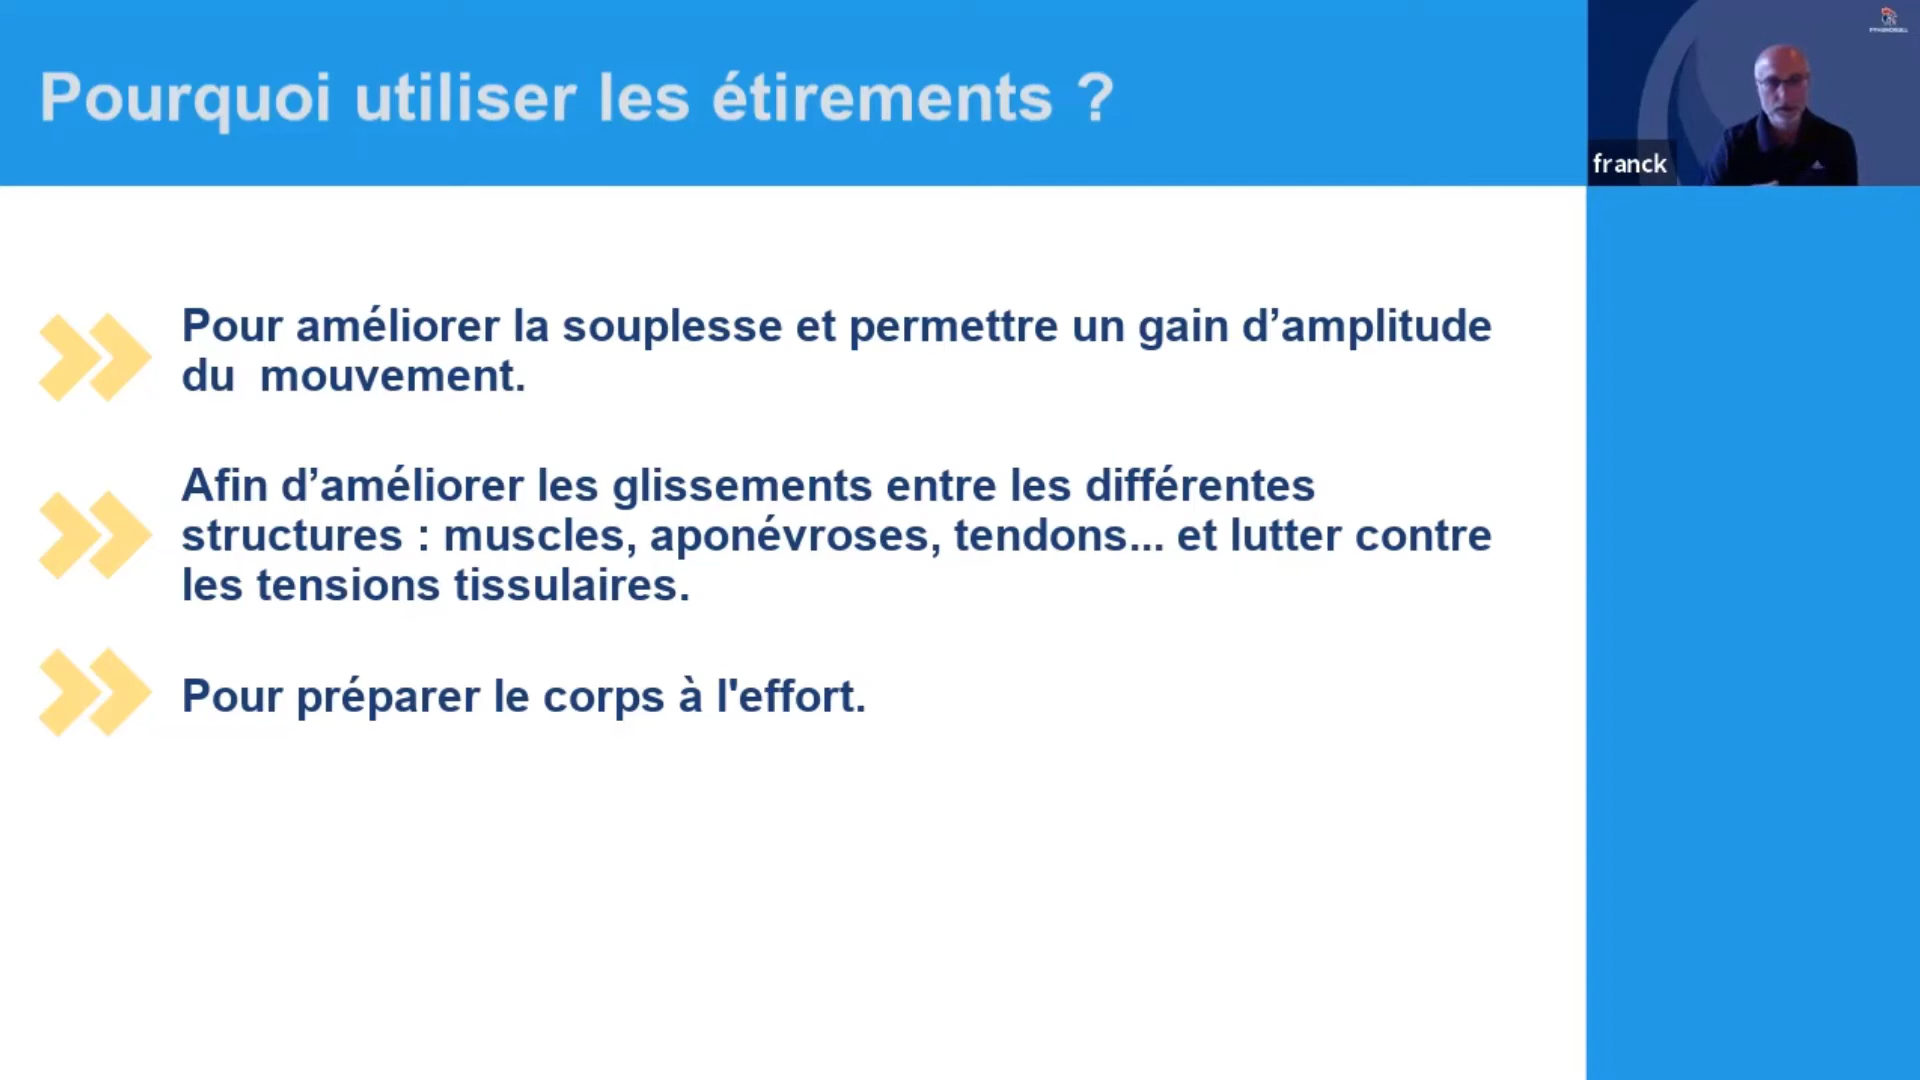 Pourquoi utiliser les étirements ?
franck
Pour améliorer la souplesse et permettre un gain d’amplitude
du  mouvement.
Afin d’améliorer les glissements entre les différentes
structures : muscles, aponévroses, tendons... et lutter contre
les tensions tissulaires.
Pour préparer le corps à l'effort.